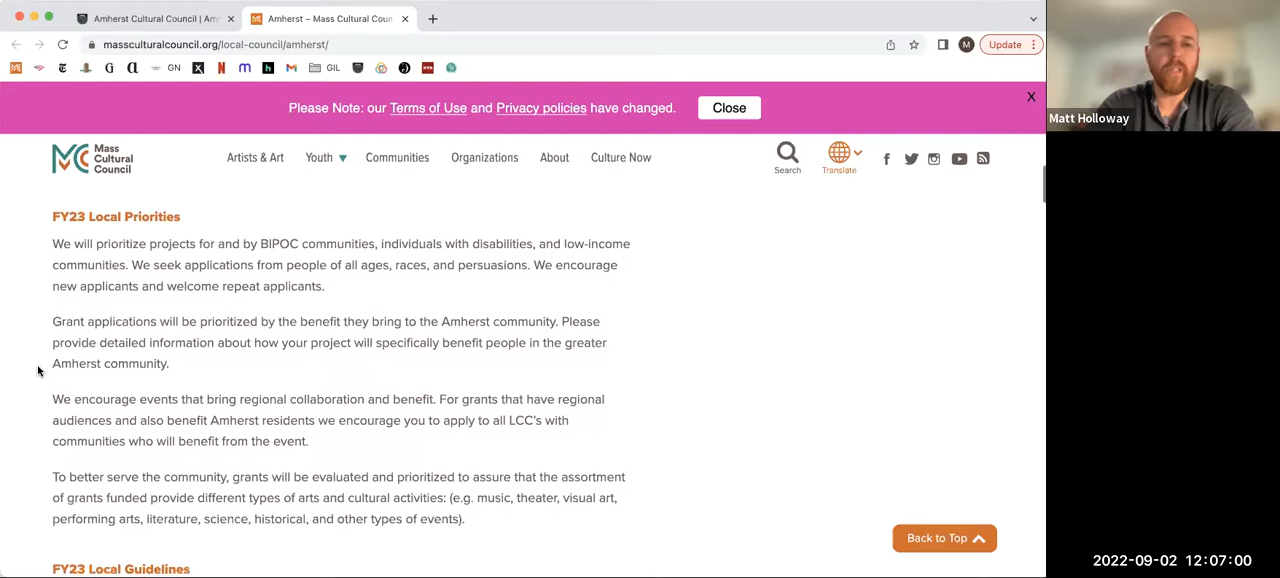 Amherst Cultural Council | Am
Amherst – Mass Cultural Coun
massculturalcouncil.org/local-council/amherst/
M
Update
GN
GIL
Please Note: our Terms of Use and Privacy policies have changed.
Close
X
Mass
Cultural
Council
Artists & Art
Youth
Communities
Organizations
About
Culture Now
Search
Translate
FY23 Local Priorities
We will prioritize projects for and by BIPOC communities, individuals with disabilities, and low-income
communities. We seek applications from people of all ages, races, and persuasions. We encourage
new applicants and welcome repeat applicants.
Grant applications will be prioritized by the benefit they bring to the Amherst community. Please
provide detailed information about how your project will specifically benefit people in the greater
Amherst community.
We encourage events that bring regional collaboration and benefit. For grants that have regional
audiences and also benefit Amherst residents we encourage you to apply to all LCC's with
communities who will benefit from the event.
To better serve the community, grants will be evaluated and prioritized to assure that the assortment
of grants funded provide different types of arts and cultural activities: (e.g. music, theater, visual art,
performing arts, literature, science, historical, and other types of events).
Back to Top
FY23 Local Guidelines
Matt Holloway
2022-09-02 12:07:00